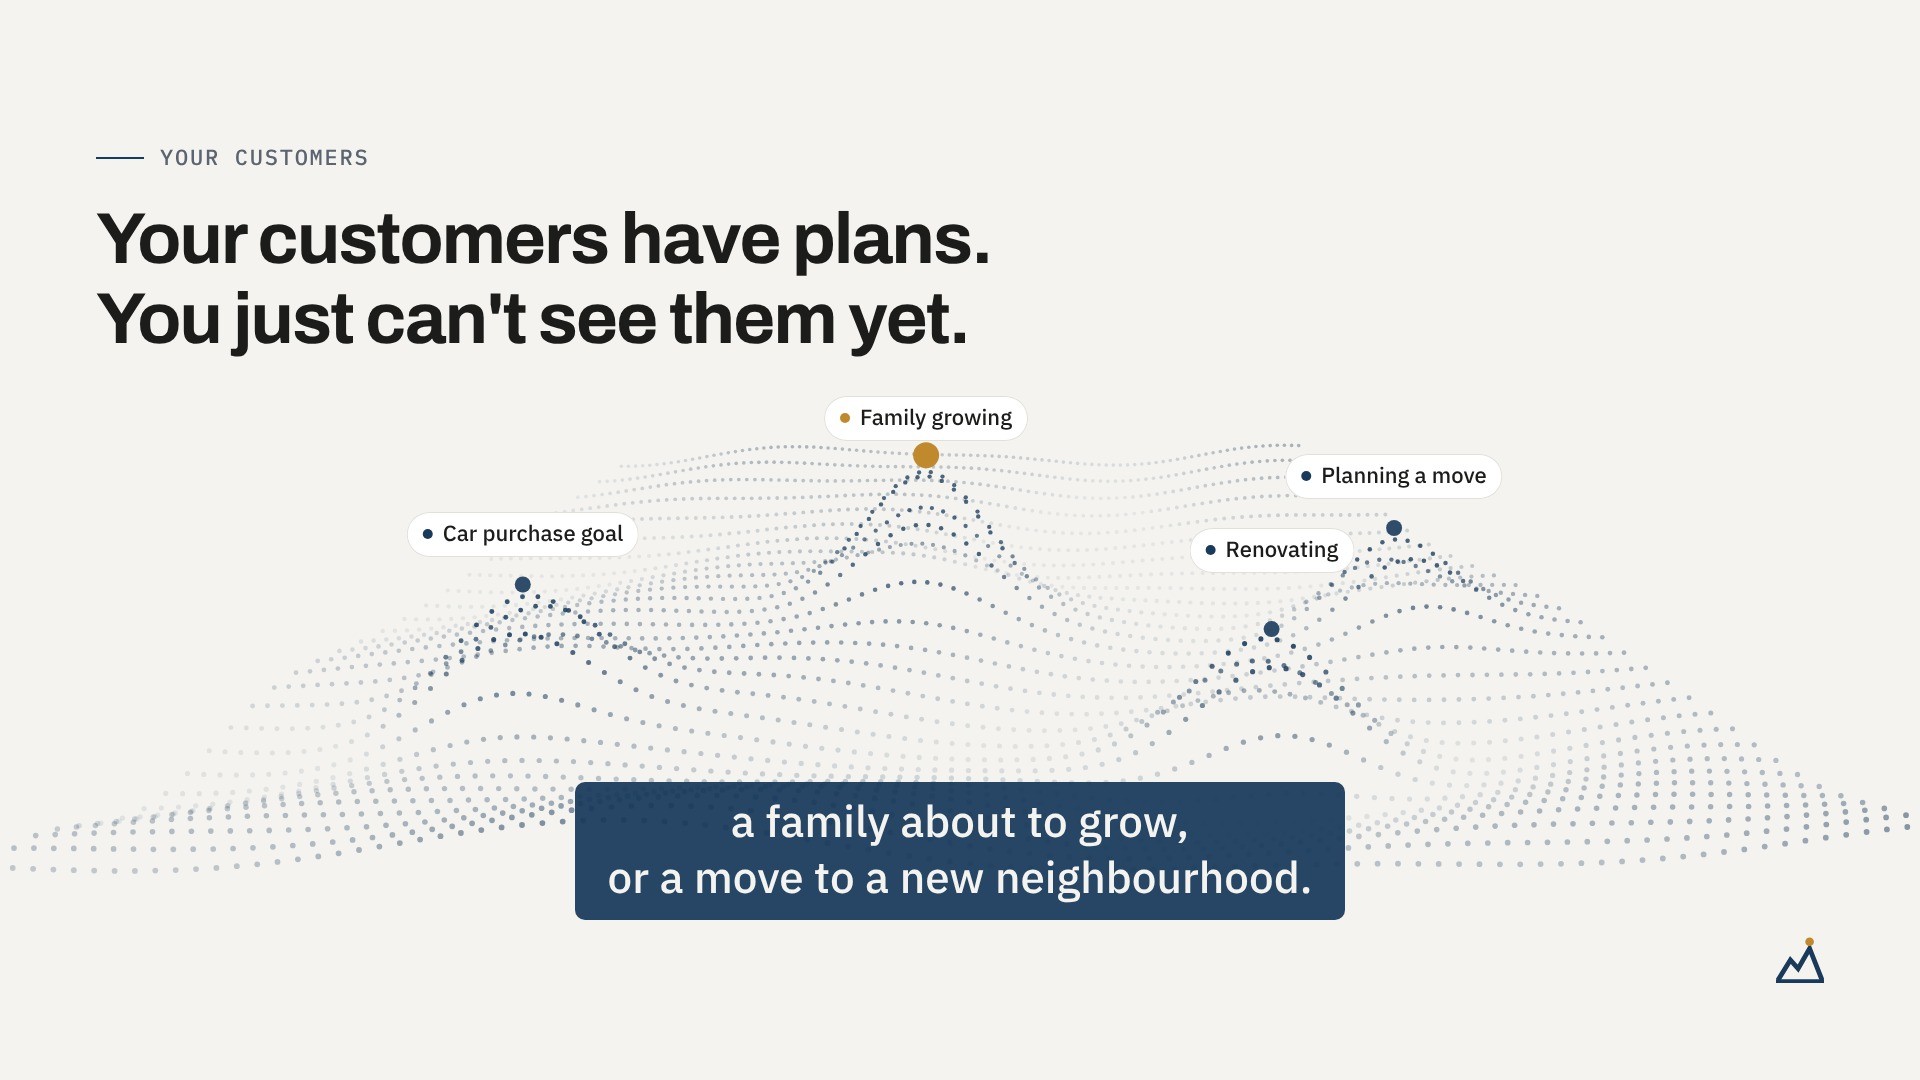 YOUR CUSTOMERS
Your customers have plans.
You just can't see them yet.
Family growing
Planning a move
Car purchase goal
Renovating
a family about to grow,
or a move to a new neighbourhood.